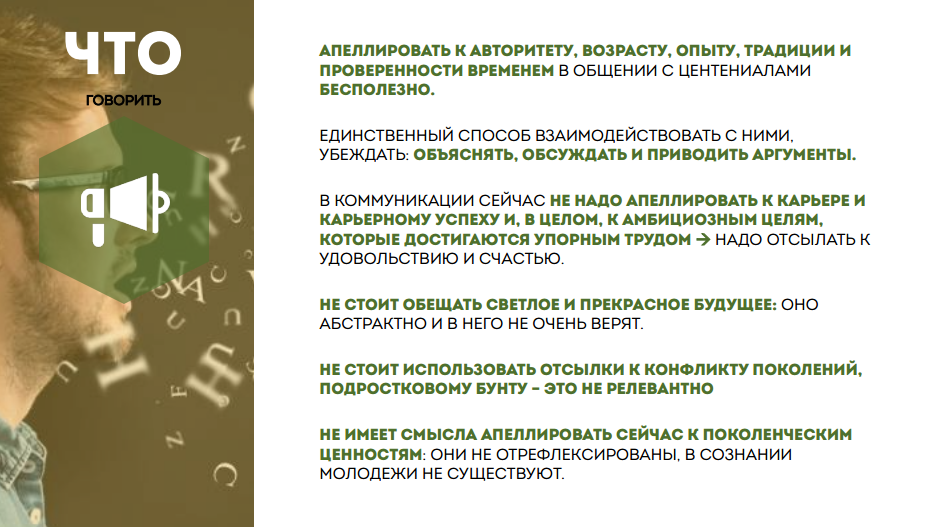 ЧТО
ГОВОРИТЬ
АПЕЛЛИРОВАТЬ К АВТОРИТЕТУ, ВОЗРАСТУ, ОПЫТУ, ТРАДИЦИИ И
ПРОВЕРЕННОСТИ ВРЕМЕНЕМ В ОБЩЕНИИ С ЦЕНТЕНИАЛАМИ
БЕСПОЛЕЗНО.
ЕДИНСТВЕННЫЙ СПОСОБ ВЗАИМОДЕЙСТВОВАТЬ С НИМИ,
УБЕЖДАТЬ: ОБЪЯСНЯТЬ, ОБСУЖДАТЬ И ПРИВОДИТЬ АРГУМЕНТЫ.
В КОММУНИКАЦИИ СЕЙЧАС НЕ НАДО АПЕЛЛИРОВАТЬ К КАРЬЕРЕ И
КАРЬЕРНОМУ УСПЕХУ И, В ЦЕЛОМ, К АМБИЦИОЗНЫМ ЦЕЛЯМ,
КОТОРЫЕ ДОСТИГАЮТСЯ УПОРНЫМ ТРУДОМ → НАДО ОТСЫЛАТЬ К
УДОВОЛЬСТВИЮ И СЧАСТЬЮ.
НЕ СТОИТ ОБЕЩАТЬ СВЕТЛОЕ И ПРЕКРАСНОЕ БУДУЩЕЕ: ОНО
АБСТРАКТНО И В НЕГО НЕ ОЧЕНЬ ВЕРЯТ.
НЕ СТОИТ ИСПОЛЬЗОВАТЬ ОТСЫЛКИ К КОНФЛИКТУ ПОКОЛЕНИЙ,
ПОДРОСТКОВОМУ БУНТУ – ЭТО НЕ РЕЛЕВАНТНО
НЕ ИМЕЕТ СМЫСЛА АПЕЛЛИРОВАТЬ СЕЙЧАС К ПОКОЛЕНЧЕСКИМ
ЦЕННОСТЯМ: ОНИ НЕ ОТРЕФЛЕКСИРОВАНЫ, В СОЗНАНИИ
МОЛОДЕЖИ НЕ СУЩЕСТВУЮТ.